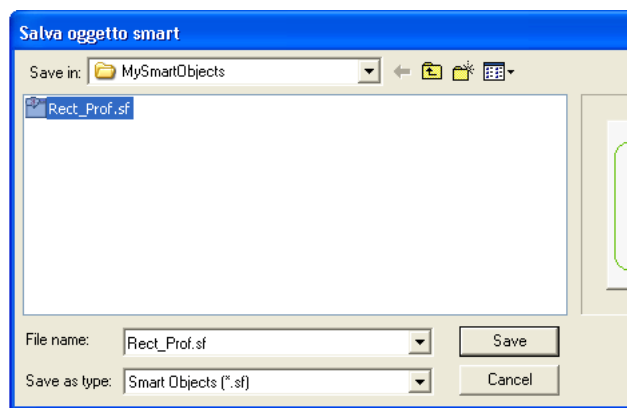 Salva oggetto smart
Save in: MySmartObjects
Rect_Prof.sf
File name: Rect_Prof.sf Save
Save as type: Smart Objects (*.sf) Cancel